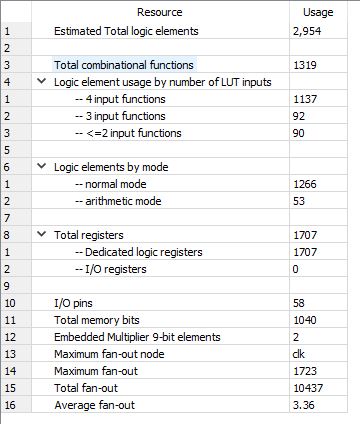 Resource Usage
1 Estimated Total logic elements 2,954
2
3 Total combinational functions 1319
4 Logic element usage by number of LUT inputs
1 -- 4 input functions 1137
2 -- 3 input functions 92
3 -- <=2 input functions 90
5
6 Logic elements by mode
1 -- normal mode 1266
2 -- arithmetic mode 53
7
8 Total registers 1707
1 -- Dedicated logic registers 1707
2 -- I/O registers 0
9
10 I/O pins 58
11 Total memory bits 1040
12 Embedded Multiplier 9-bit elements 2
13 Maximum fan-out node clk
14 Maximum fan-out 1723
15 Total fan-out 10437
16 Average fan-out 3.36